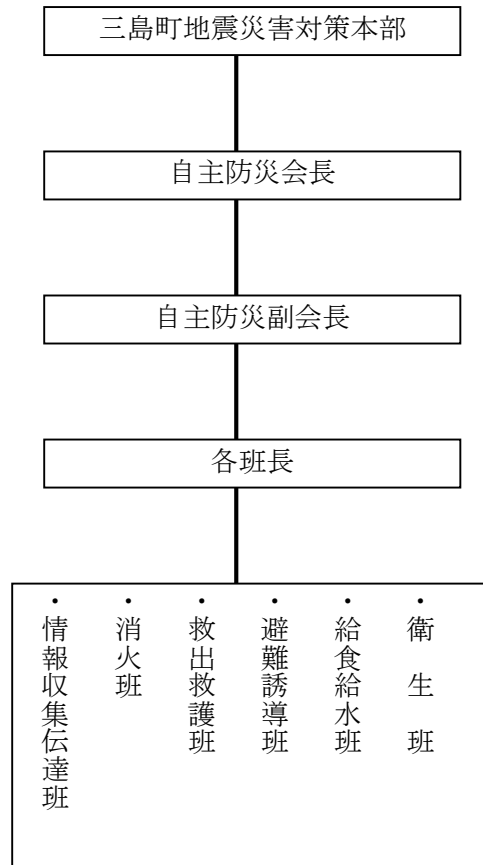 三島町地震災害対策本部
自主防災会長
自主防災副会長
各班長
・衛生班
・給食給水班
・避難誘導班
・救出救護班
・消火班
・情報収集伝達班